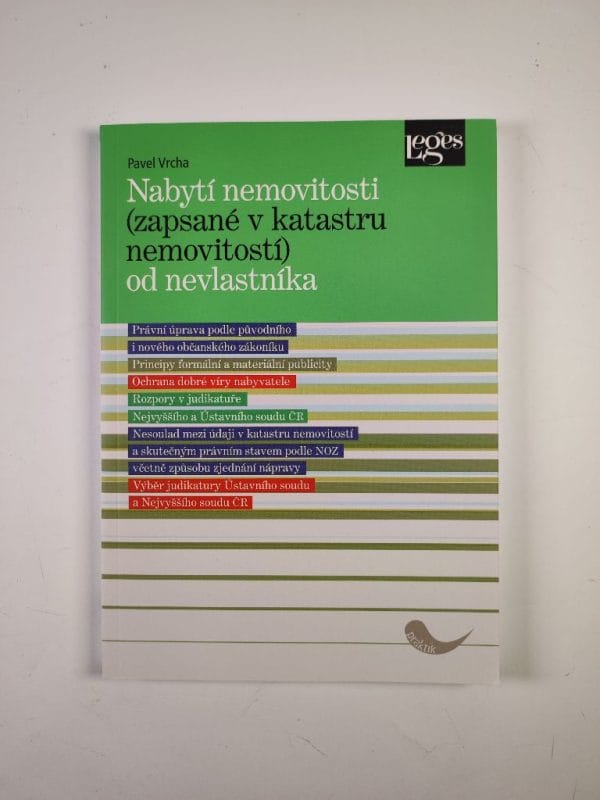 Leges
Pavel Vrcha
Nabytí nemovitosti
(zapsané v katastru
nemovitostí)
od nevlastníka
Právní úprava podle původního
i nového občanského zákoníku
Principy formální a materiální publicity
Ochrana dobré víry nabyvatele
Rozpory v judikatuře
Nejvyššího a Ústavního soudu ČR
Nesoulad mezi údaji v katastru nemovitostí
a skutečným právním stavem podle NOZ
včetně způsobu zjednání nápravy
Výběr judikatury Ústavního soudu
a Nejvyššího soudu ČR
praktik